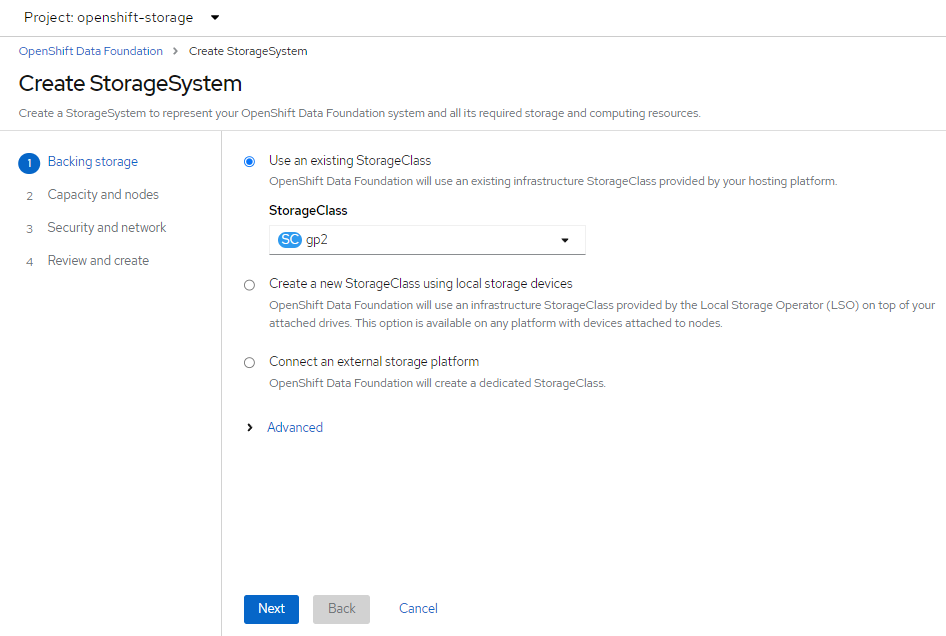 Project: openshift-storage
OpenShift Data Foundation > Create StorageSystem
Create StorageSystem
Create a StorageSystem to represent your OpenShift Data Foundation system and all its required storage and computing resources.
1 Backing storage
2 Capacity and nodes
3 Security and network
4 Review and create
Use an existing StorageClass
OpenShift Data Foundation will use an existing infrastructure StorageClass provided by your hosting platform.
StorageClass
SC gp2
Create a new StorageClass using local storage devices
OpenShift Data Foundation will use an infrastructure StorageClass provided by the Local Storage Operator (LSO) on top of your
attached drives. This option is available on any platform with devices attached to nodes.
Connect an external storage platform
OpenShift Data Foundation will create a dedicated StorageClass.
Advanced
Next Back Cancel